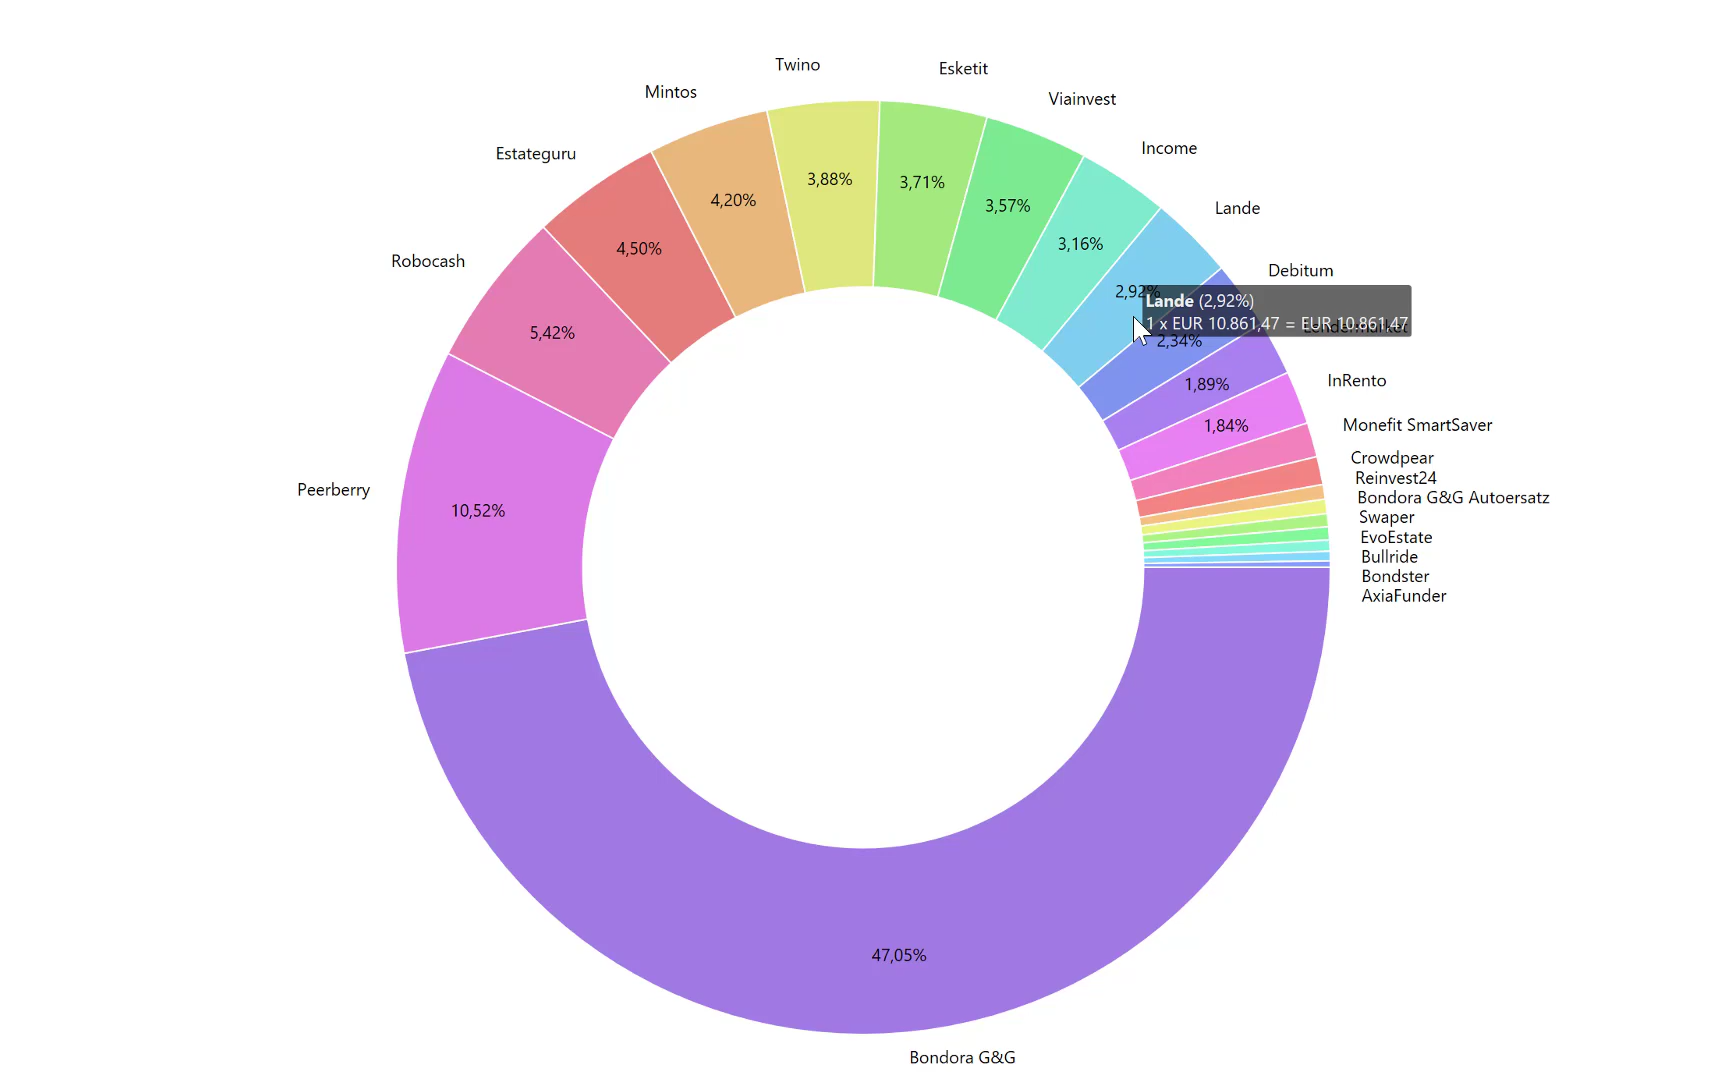 Twino
Esketit
Mintos
Viainvest
Income
Estateguru
3,88%
3,71%
4,20%
3,57%
Lande
3,16%
4,50%
Robocash
Debitum
2,92%
Lande (2,92%)
1 x EUR 10.861,47 = EUR 10.861,47
Lendermarket
5,42%
2,34%
1,89%
InRento
1,84%
Monefit SmartSaver
Crowdpear
Reinvest24
Peerberry
Bondora G&G Autoersatz
10,52%
Swaper
EvoEstate
Bullride
Bondster
AxiaFunder
47,05%
Bondora G&G